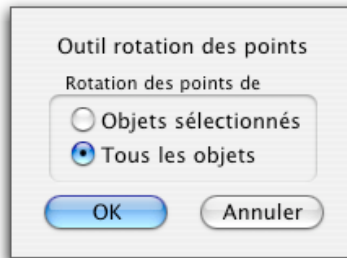 Outil rotation des points
Rotation des points de
Objets sélectionnés
Tous les objets
OK
Annuler